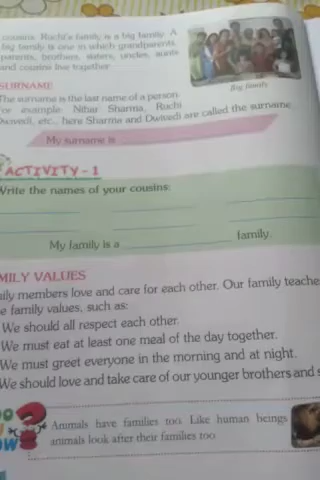 cousins. Ruchi's family is a big family. A
big family is one in which grandparents,
parents, brothers, sisters, uncles, aunts
and cousins live together
Big family
SURNAME
The surname is the last name of a person.
For example: Nihar Sharma, Ruchi
Dwivedi, etc., here Sharma and Dwivedi are called the surname.
My surname is
ACTIVITY - 1
Write the names of your cousins:
My family is a family.
MILY VALUES
ily members love and care for each other. Our family teache
e family values, such as:
We should all respect each other.
We must eat at least one meal of the day together.
We must greet everyone in the morning and at night.
We should love and take care of our younger brothers and s
Animals have families too. Like human beings
animals look after their families too
OW